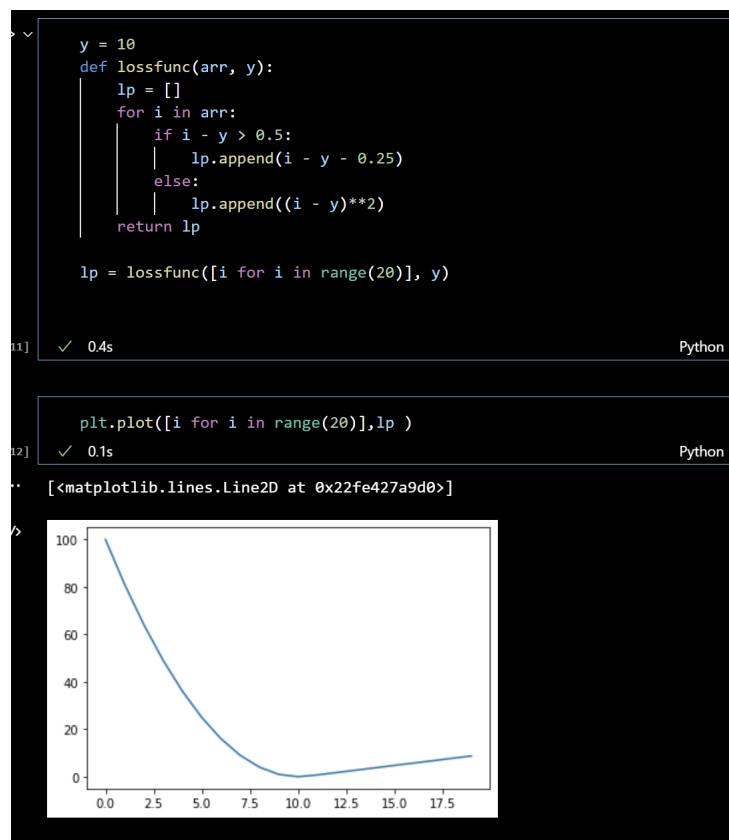 y = 10
def lossfunc(arr, y):
lp = []
for i in arr:
if i - y > 0.5:
lp.append(i - y - 0.25)
else:
lp.append((i - y)**2)
return lp
lp = lossfunc([i for i in range(20)], y)
11]
0.4s
Python
plt.plot([i for i in range(20)],lp )
12]
0.1s
Python
[<matplotlib.lines.Line2D at 0x22fe427a9d0>]
100
80
60
40
20
0
0.0 2.5 5.0 7.5 10.0 12.5 15.0 17.5